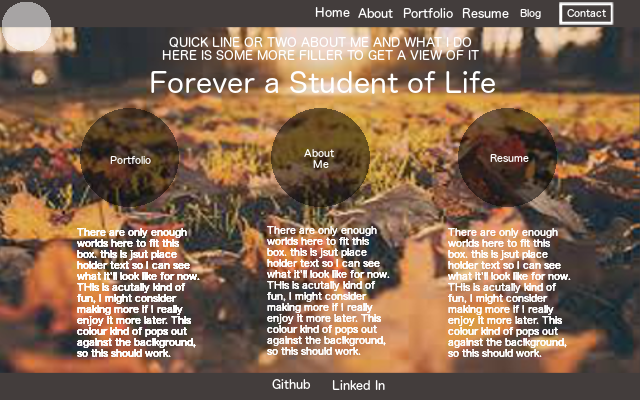 Home About Portfolio Resume Blog Contact
QUICK LINE OR TWO ABOUT ME AND WHAT I DO
HERE IS SOME MORE FILLER TO GET A VIEW OF IT
Forever a Student of Life
Portfolio
About
Me
Resume
There are only enough
worlds here to fit this
box. this is jsut place
holder text so I can see
what it'll look like for now.
THis is acutally kind of
fun, I might consider
making more if I really
enjoy it more later. This
colour kind of pops out
against the background,
so this should work.
There are only enough
worlds here to fit this
box. this is jsut place
holder text so I can see
what it'll look like for now.
THis is acutally kind of
fun, I might consider
making more if I really
enjoy it more later. This
colour kind of pops out
against the background,
so this should work.
There are only enough
worlds here to fit this
box. this is jsut place
holder text so I can see
what it'll look like for now.
THis is acutally kind of
fun, I might consider
making more if I really
enjoy it more later. This
colour kind of pops out
against the background,
so this should work.
Github Linked In